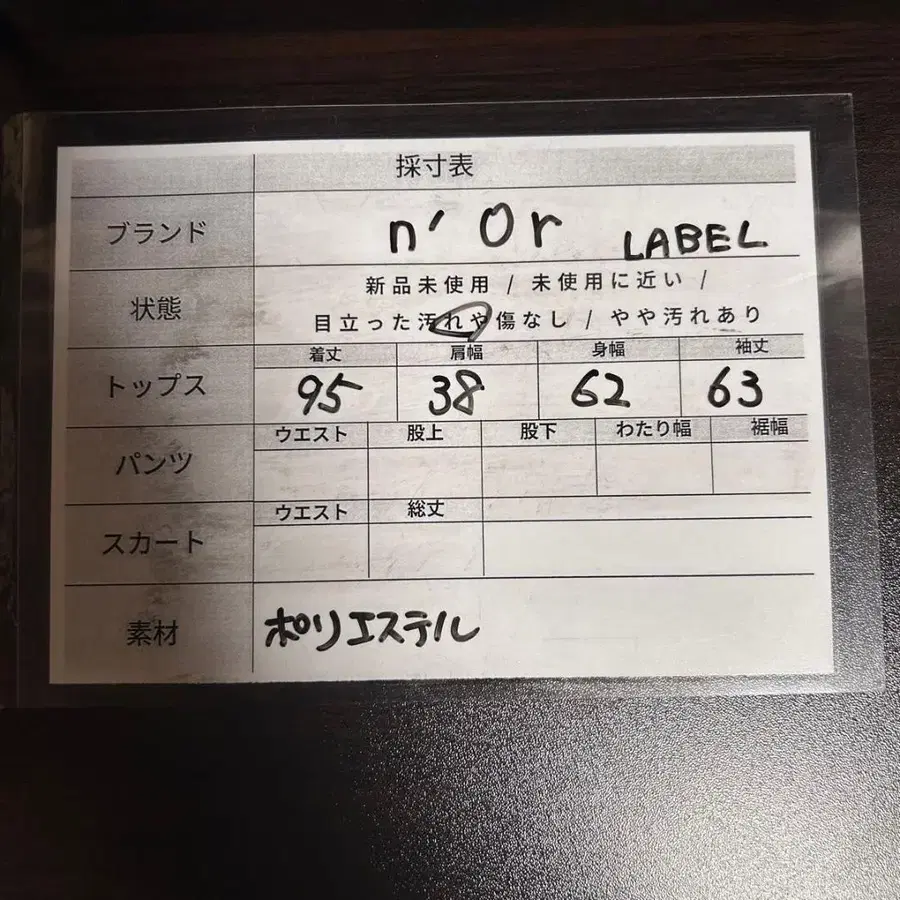 採寸表
ブランド n' Or LABEL
状態 新品未使用 / 未使用に近い /
目立った汚れや傷なし / やや汚れあり
トップス 着丈 肩幅 身幅 袖丈
95 38 62 63
パンツ ウエスト 股上 股下 わたり幅 裾幅
スカート ウエスト 総丈
素材 ポリエステル